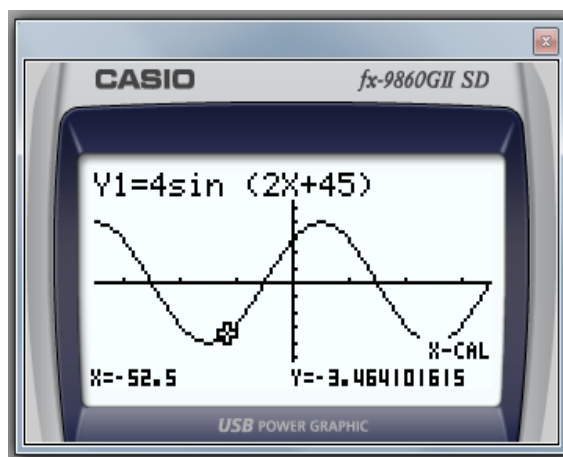 CASIO fx-9860GII SD
Y1=4sin (2X+45)
X-CAL
X=-52.5 Y=-3.464101615
USB POWER GRAPHIC